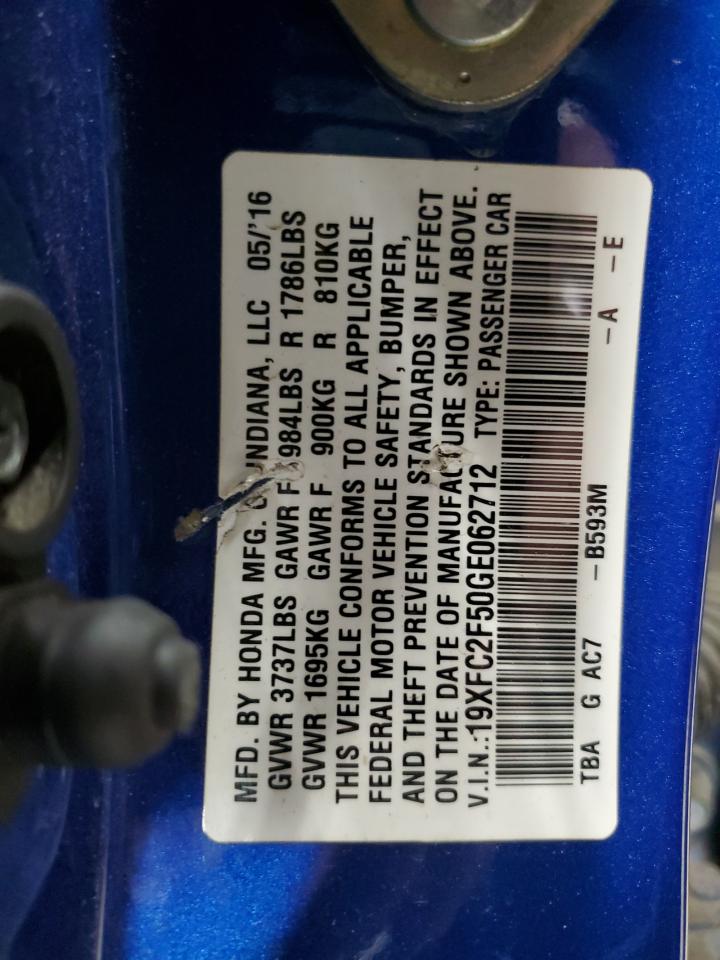 MFD. BY HONDA MFG. INDIANA, LLC 05/'16
GVWR 3737LBS GAWR F 1984LBS R 1786LBS
GVWR 1695KG GAWR F 900KG R 810KG
THIS VEHICLE CONFORMS TO ALL APPLICABLE
FEDERAL MOTOR VEHICLE SAFETY, BUMPER,
AND THEFT PREVENTION STANDARDS IN EFFECT
ON THE DATE OF MANUFACTURE SHOWN ABOVE.
V.I.N.:19XFC2F50GE062712 TYPE: PASSENGER CAR
TBA G AC7 –B593M –A –E